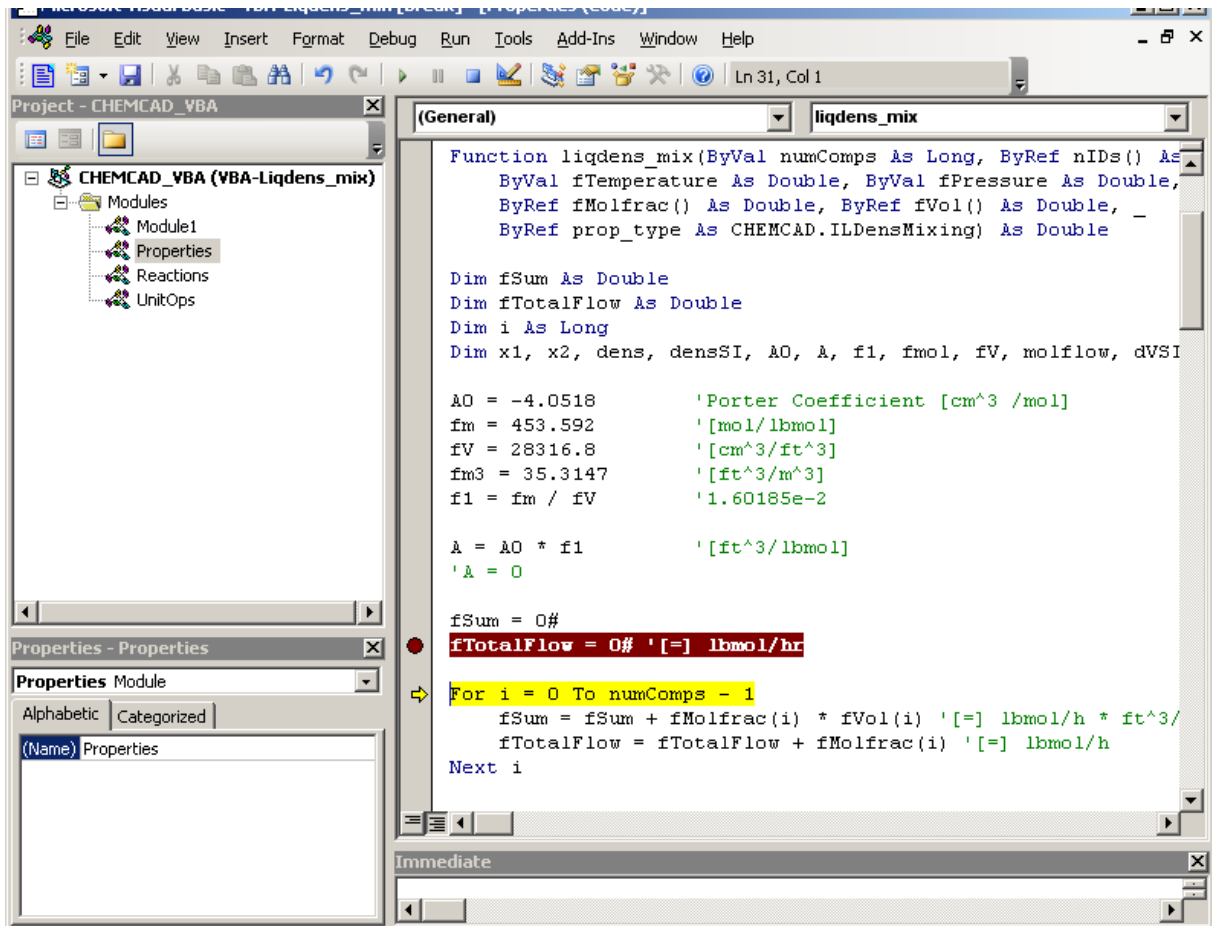 Microsoft Visual Basic - VBA-Liqdens_mix [break] - [Properties (Code)]
File Edit View Insert Format Debug Run Tools Add-Ins Window Help
Ln 31, Col 1
Project - CHEMCAD_VBA
CHEMCAD_VBA (VBA-Liqdens_mix)
Modules
Module1
Properties
Reactions
UnitOps
Properties - Properties
Properties Module
Alphabetic Categorized
(Name) Properties
(General) liqdens_mix
Function liqdens_mix(ByVal numComps As Long, ByRef nIDs() As
ByVal fTemperature As Double, ByVal fPressure As Double,
ByRef fMolfrac() As Double, ByRef fVol() As Double, _
ByRef prop_type As CHEMCAD.ILDensMixing) As Double
Dim fSum As Double
Dim fTotalFlow As Double
Dim i As Long
Dim x1, x2, dens, densSI, A0, A, f1, fmol, fV, molflow, dVSI
A0 = -4.0518 'Porter Coefficient [cm^3 /mol]
fm = 453.592 '[mol/lbmol]
fV = 28316.8 '[cm^3/ft^3]
fm3 = 35.3147 '[ft^3/m^3]
f1 = fm / fV '1.60185e-2
A = A0 * f1 '[ft^3/lbmol]
'A = 0
fSum = 0#
fTotalFlow = 0# '[=] lbmol/hr
For i = 0 To numComps - 1
fSum = fSum + fMolfrac(i) * fVol(i) '[=] lbmol/h * ft^3/
fTotalFlow = fTotalFlow + fMolfrac(i) '[=] lbmol/h
Next i
Immediate